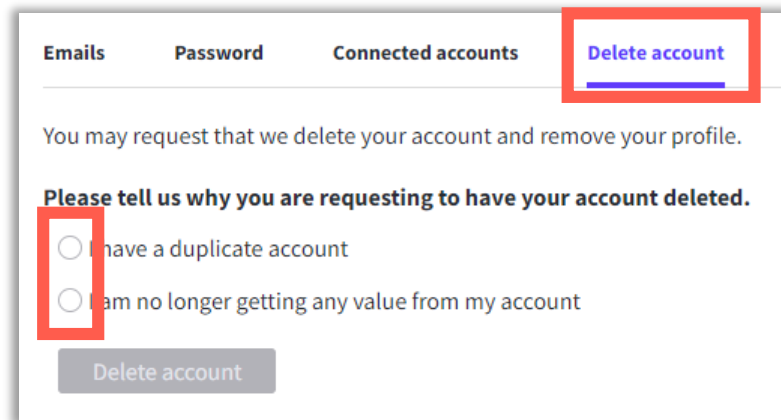 Emails Password Connected accounts Delete account
You may request that we delete your account and remove your profile.
Please tell us why you are requesting to have your account deleted.
I have a duplicate account
I am no longer getting any value from my account
Delete account